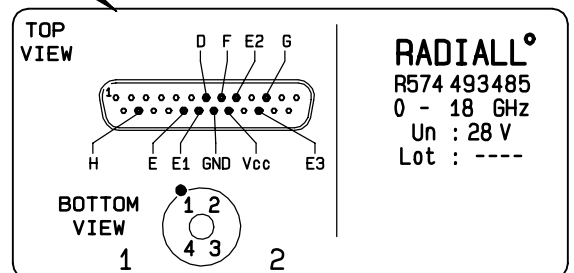 TOP
VIEW
D F E2 G
1
H E E1 GND Vcc E3
BOTTOM
VIEW
1 2
4 3
1 2
RADIALL°
R574 493485
0 - 18 GHz
Un : 28 V
Lot : ----